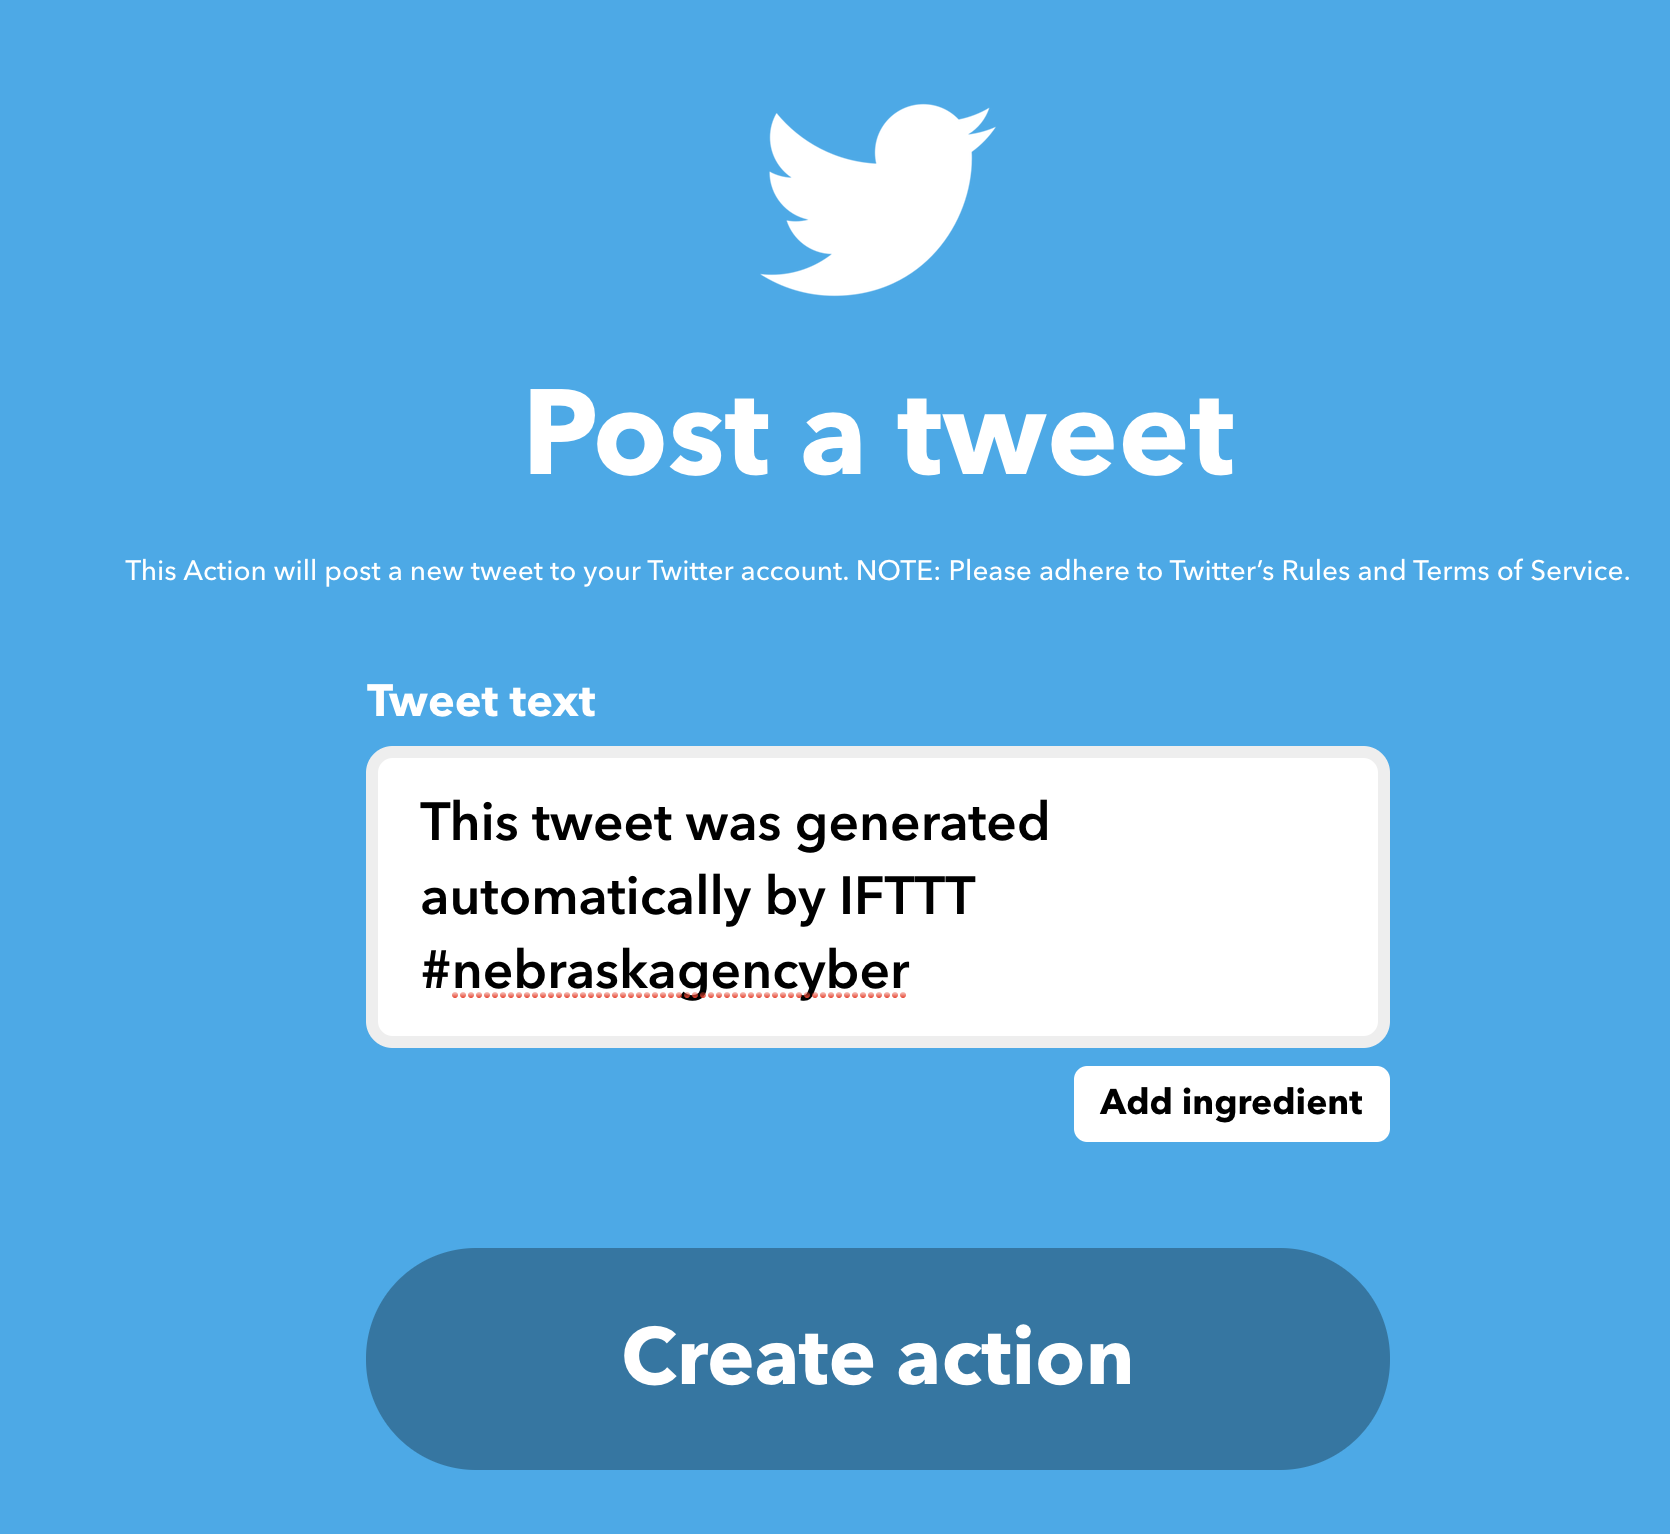 Post a tweet
This Action will post a new tweet to your Twitter account. NOTE: Please adhere to Twitter’s Rules and Terms of Service.
Tweet text
This tweet was generated
automatically by IFTTT
#nebraskagencyber
Add ingredient
Create action